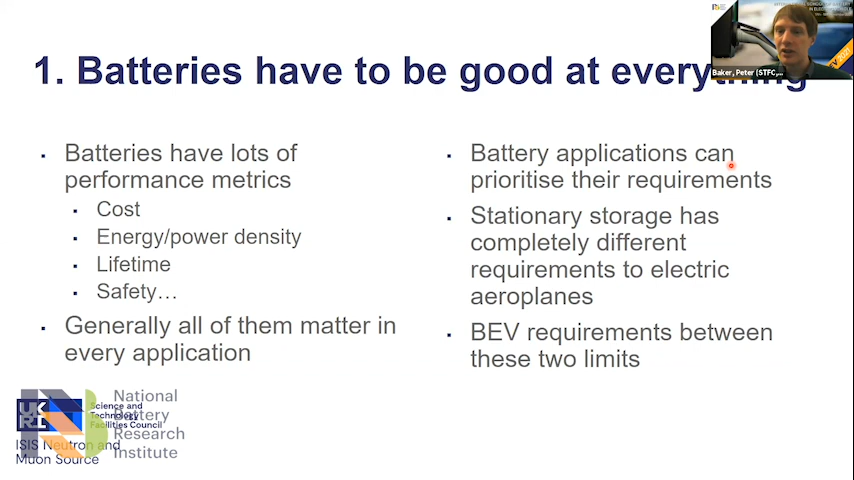 1. Batteries have to be good at everything
Batteries have lots of
performance metrics
Cost
Energy/power density
Lifetime
Safety…
Generally all of them matter in
every application
Battery applications can
prioritise their requirements
Stationary storage has
completely different
requirements to electric
aeroplanes
BEV requirements between
these two limits
Baker, Peter (STFC,
UKRI
Science and
Technology
Facilities Council
ISIS Neutron and
Muon Source
National
Battery
Research
Institute